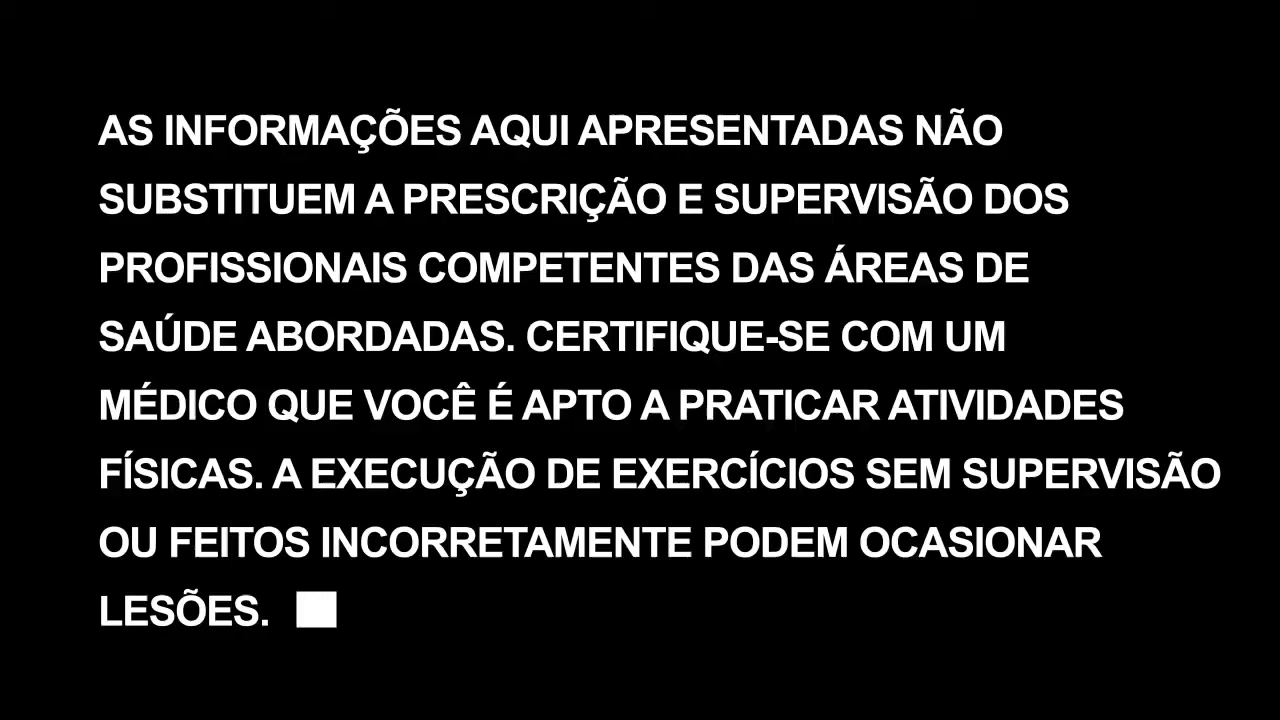 AS INFORMAÇÕES AQUI APRESENTADAS NÃO
SUBSTITUEM A PRESCRIÇÃO E SUPERVISÃO DOS
PROFISSIONAIS COMPETENTES DAS ÁREAS DE
SAÚDE ABORDADAS. CERTIFIQUE-SE COM UM
MÉDICO QUE VOCÊ É APTO A PRATICAR ATIVIDADES
FÍSICAS. A EXECUÇÃO DE EXERCÍCIOS SEM SUPERVISÃO
OU FEITOS INCORRETAMENTE PODEM OCASIONAR
LESÕES.